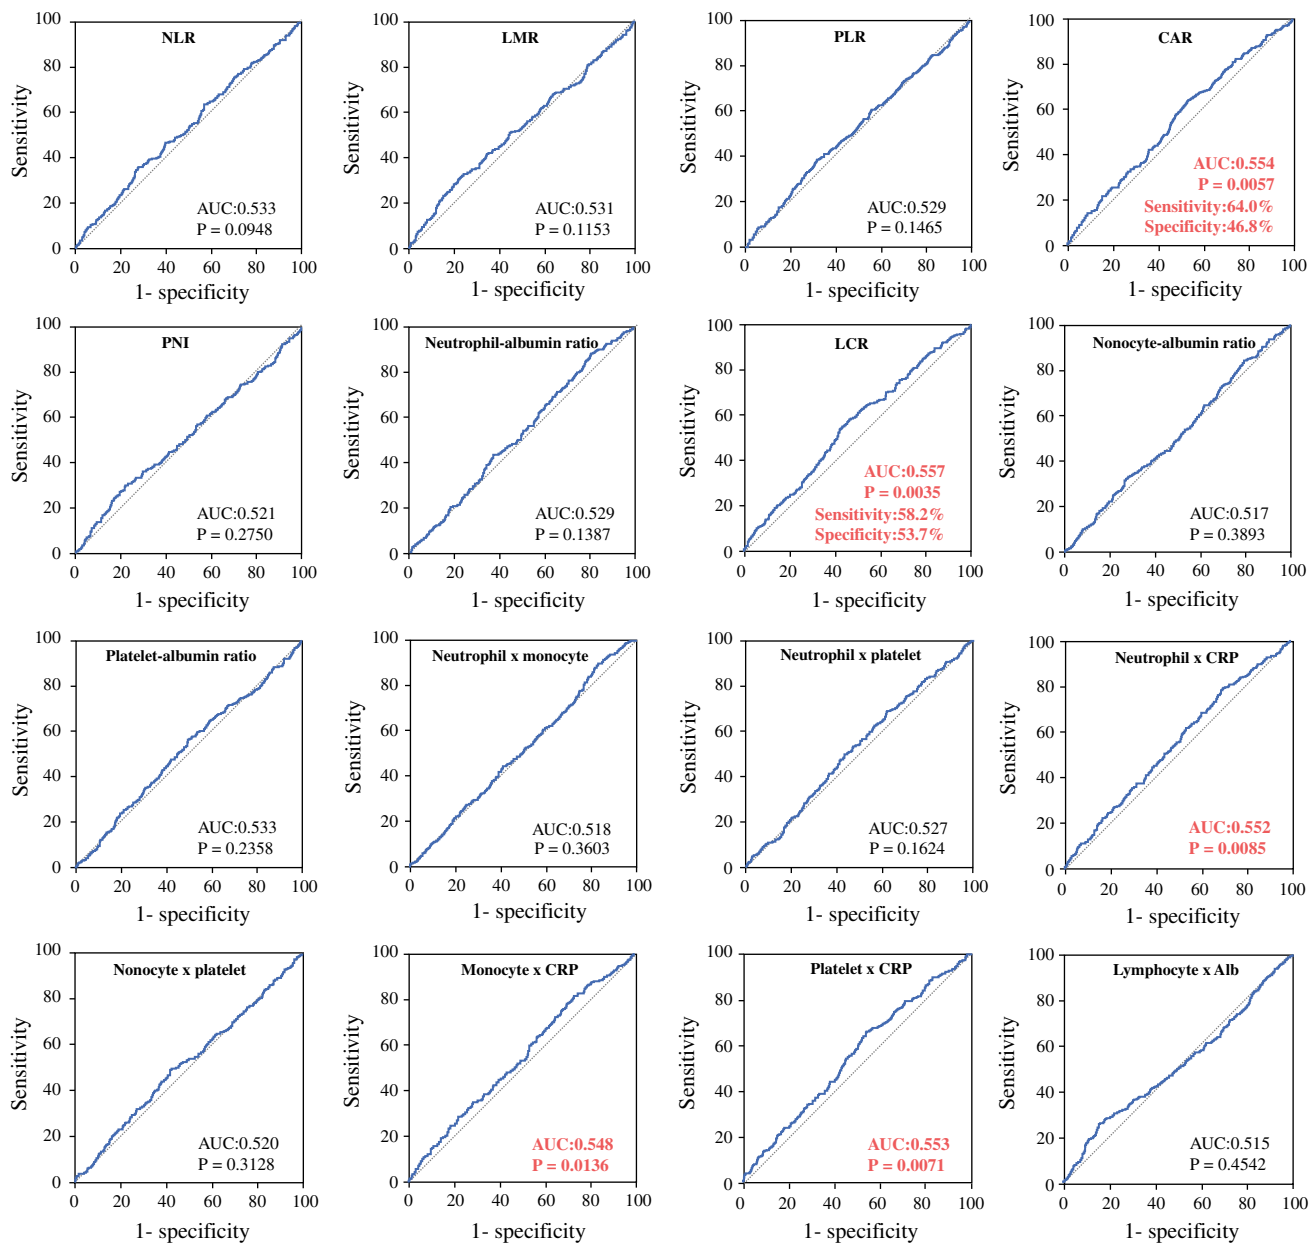 NLR
Sensitivity
100
80
60
40
20
0
AUC:0.533
P = 0.0948
0 20 40 60 80 100
1- specificity
LMR
Sensitivity
100
80
60
40
20
0
AUC:0.531
P = 0.1153
0 20 40 60 80 100
1- specificity
PLR
Sensitivity
100
80
60
40
20
0
AUC:0.529
P = 0.1465
0 20 40 60 80 100
1- specificity
CAR
Sensitivity
100
80
60
40
20
0
AUC:0.554
P = 0.0057
Sensitivity:64.0%
Specificity:46.8%
0 20 40 60 80 100
1- specificity
PNI
Sensitivity
100
80
60
40
20
0
AUC:0.521
P = 0.2750
0 20 40 60 80 100
1- specificity
Neutrophil-albumin ratio
Sensitivity
100
80
60
40
20
0
AUC:0.529
P = 0.1387
0 20 40 60 80 100
1- specificity
LCR
Sensitivity
100
80
60
40
20
0
AUC:0.557
P = 0.0035
Sensitivity:58.2%
Specificity:53.7%
0 20 40 60 80 100
1- specificity
Nonocyte-albumin ratio
Sensitivity
100
80
60
40
20
0
AUC:0.517
P = 0.3893
0 20 40 60 80 100
1- specificity
Platelet-albumin ratio
Sensitivity
100
80
60
40
20
0
AUC:0.533
P = 0.2358
0 20 40 60 80 100
1- specificity
Neutrophil x monocyte
Sensitivity
100
80
60
40
20
0
AUC:0.518
P = 0.3603
0 20 40 60 80 100
1- specificity
Neutrophil x platelet
Sensitivity
100
80
60
40
20
0
AUC:0.527
P = 0.1624
0 20 40 60 80 100
1- specificity
Neutrophil x CRP
Sensitivity
100
80
60
40
20
0
AUC:0.552
P = 0.0085
0 20 40 60 80 100
1- specificity
Nonocyte x platelet
Sensitivity
100
80
60
40
20
0
AUC:0.520
P = 0.3128
0 20 40 60 80 100
1- specificity
Monocyte x CRP
Sensitivity
100
80
60
40
20
0
AUC:0.548
P = 0.0136
0 20 40 60 80 100
1- specificity
Platelet x CRP
Sensitivity
100
80
60
40
20
0
AUC:0.553
P = 0.0071
0 20 40 60 80 100
1- specificity
Lymphocyte x Alb
Sensitivity
100
80
60
40
20
0
AUC:0.515
P = 0.4542
0 20 40 60 80 100
1- specificity